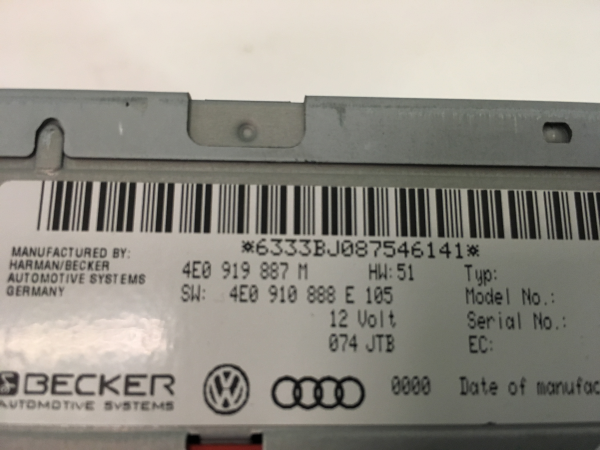 *6333BJ087546141*
MANUFACTURED BY:
HARMAN/BECKER
AUTOMOTIVE SYSTEMS
GERMANY
4E0 919 887 M HW:51 Typ:
SW: 4E0 910 888 E 105 Model No.:
12 Volt Serial No.:
074 JTB EC:
BECKER
AUTOMOTIVE SYSTEMS
VW
0000 Date of manufac